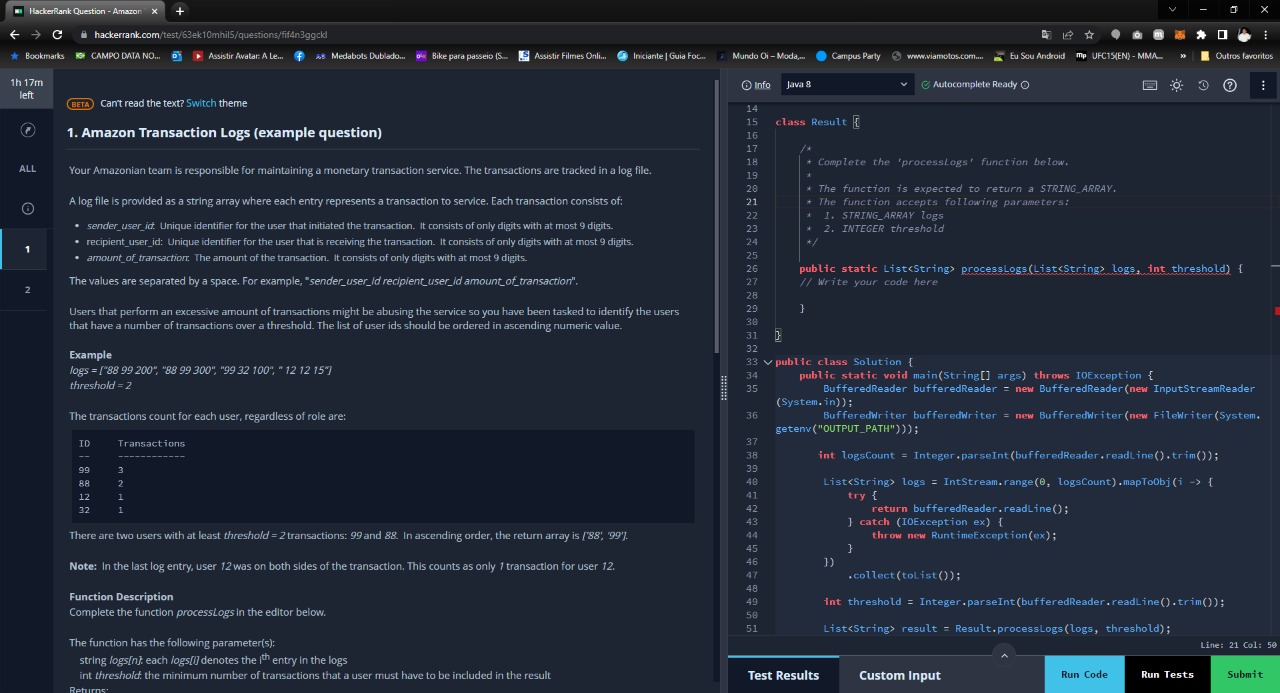 HackerRank Question - Amazon
hackerrank.com/test/63ek10mhil5/questions/fif4n3ggckl
Bookmarks CAMPO DATA NO... Assistir Avatar: A Le... Medabots Dublado... Bike para passeio (S... Assistir Filmes Onli... Iniciante | Guia Foc... Mundo Oi – Moda,... Campus Party www.viamotos.com.... Eu Sou Android UFC15(EN) - MMA... » Outros favoritos
1h 17m
left
ALL
1
2
BETA Can't read the text? Switch theme
1. Amazon Transaction Logs (example question)
Your Amazonian team is responsible for maintaining a monetary transaction service. The transactions are tracked in a log file.
A log file is provided as a string array where each entry represents a transaction to service. Each transaction consists of:
• sender_user_id: Unique identifier for the user that initiated the transaction. It consists of only digits with at most 9 digits.
• recipient_user_id: Unique identifier for the user that is receiving the transaction. It consists of only digits with at most 9 digits.
• amount_of_transaction: The amount of the transaction. It consists of only digits with at most 9 digits.
The values are separated by a space. For example, "sender_user_id recipient_user_id amount_of_transaction".
Users that perform an excessive amount of transactions might be abusing the service so you have been tasked to identify the users
that have a number of transactions over a threshold. The list of user ids should be ordered in ascending numeric value.
Example
logs = ["88 99 200", "88 99 300", "99 32 100", " 12 12 15"]
threshold = 2
The transactions count for each user, regardless of role are:
ID Transactions
-- ------------
99 3
88 2
12 1
32 1
There are two users with at least threshold = 2 transactions: 99 and 88. In ascending order, the return array is ['88', '99'].
Note: In the last log entry, user 12 was on both sides of the transaction. This counts as only 1 transaction for user 12.
Function Description
Complete the function processLogs in the editor below.
The function has the following parameter(s):
string logs[n]: each logs[i] denotes the ith entry in the logs
int threshold: the minimum number of transactions that a user must have to be included in the result
Returns:
Info Java 8 Autocomplete Ready
14
15 class Result {
16
17 /*
18 * Complete the 'processLogs' function below.
19 *
20 * The function is expected to return a STRING_ARRAY.
21 * The function accepts following parameters:
22 * 1. STRING_ARRAY logs
23 * 2. INTEGER threshold
24 */
25
26 public static List<String> processLogs(List<String> logs, int threshold) {
27 // Write your code here
28
29 }
30
31 }
32
33 public class Solution {
34 public static void main(String[] args) throws IOException {
35 BufferedReader bufferedReader = new BufferedReader(new InputStreamReader
(System.in));
36 BufferedWriter bufferedWriter = new BufferedWriter(new FileWriter(System.
getenv("OUTPUT_PATH")));
37
38 int logsCount = Integer.parseInt(bufferedReader.readLine().trim());
39
40 List<String> logs = IntStream.range(0, logsCount).mapToObj(i -> {
41 try {
42 return bufferedReader.readLine();
43 } catch (IOException ex) {
44 throw new RuntimeException(ex);
45 }
46 })
47 .collect(toList());
48
49 int threshold = Integer.parseInt(bufferedReader.readLine().trim());
50
51 List<String> result = Result.processLogs(logs, threshold);
Line: 21 Col: 50
Test Results Custom Input Run Code Run Tests Submit